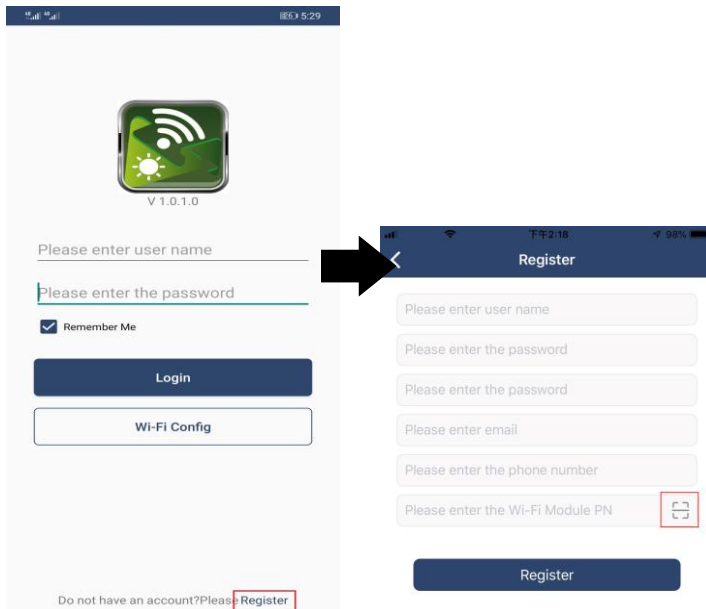 5:29
V 1.0.1.0
Please enter user name
Please enter the password
Remember Me
Login
Wi-Fi Config
Do not have an account?Please Register
下午2:18
98%
Register
Please enter user name
Please enter the password
Please enter the password
Please enter email
Please enter the phone number
Please enter the Wi-Fi Module PN
Register